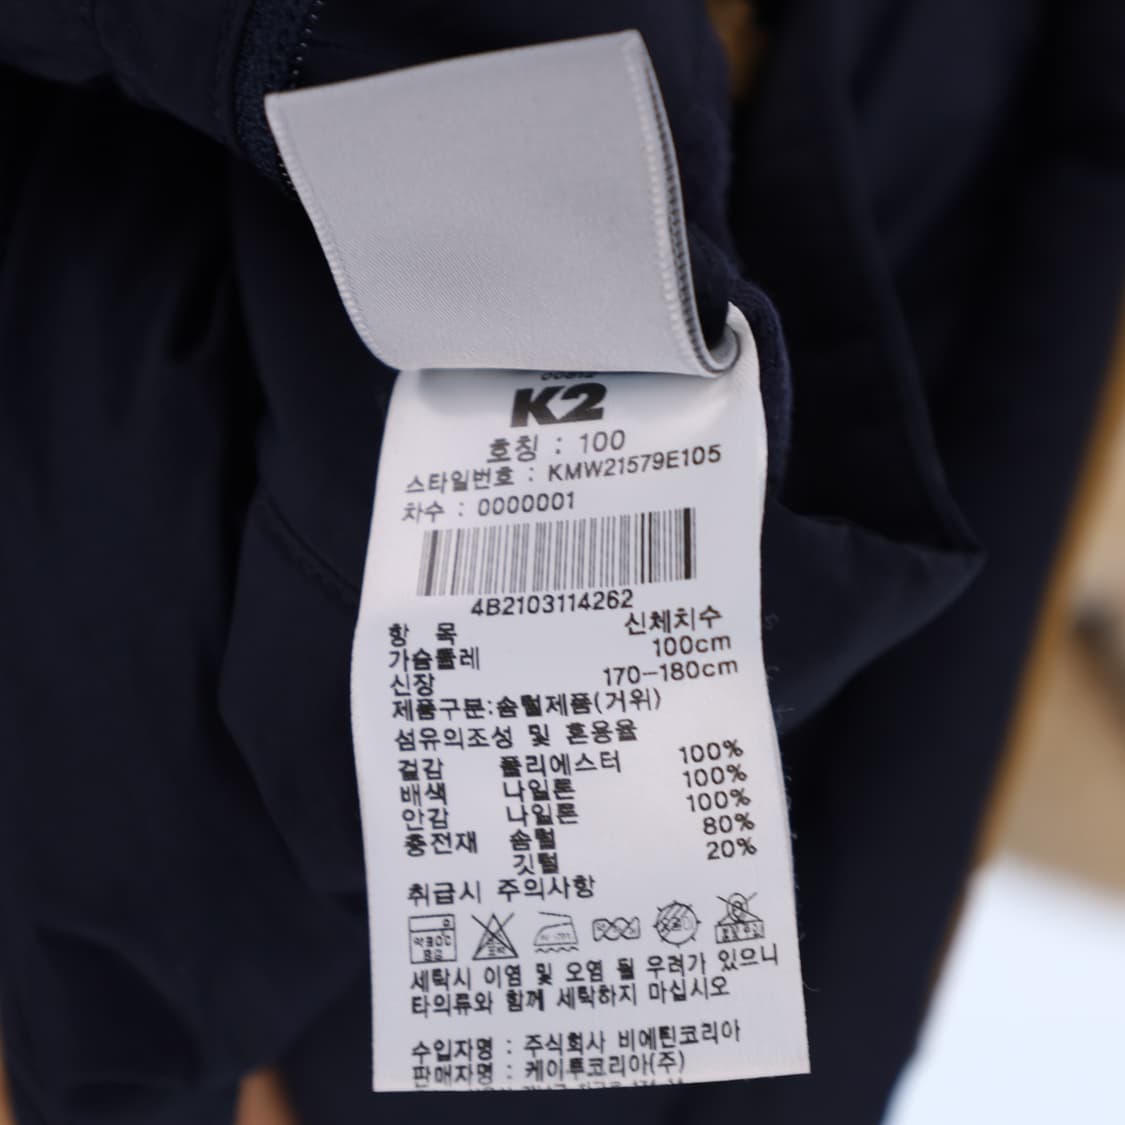 K2
호칭 : 100
스타일번호 : KMW21579E105
차수 : 0000001
4B2103114262
항 목 신체치수
가슴둘레 100cm
신장 170-180cm
제품구분:솜털제품(거위)
섬유의조성 및 혼용율
겉감 폴리에스터 100%
배색 나일론 100%
안감 나일론 100%
충전재 솜털 80%
깃털 20%
취급시 주의사항
세탁시 이염 및 오염 될 우려가 있으니
타의류와 함께 세탁하지 마십시오
수입자명 : 주식회사 비에틴코리아
판매자명 : 케이투코리아(주)